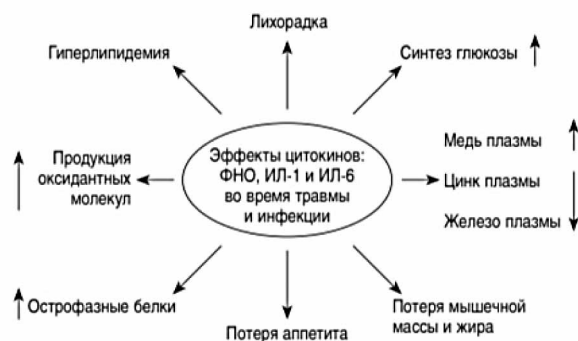 Лихорадка
Гиперлипидемия
Синтез глюкозы
Эффекты цитокинов:
ФНО, ИЛ-1 и ИЛ-6
во время травмы
и инфекции
Продукция
оксидантных
молекул
Медь плазмы
Цинк плазмы
Железо плазмы
Острофазные белки
Потеря аппетита
Потеря мышечной
массы и жира